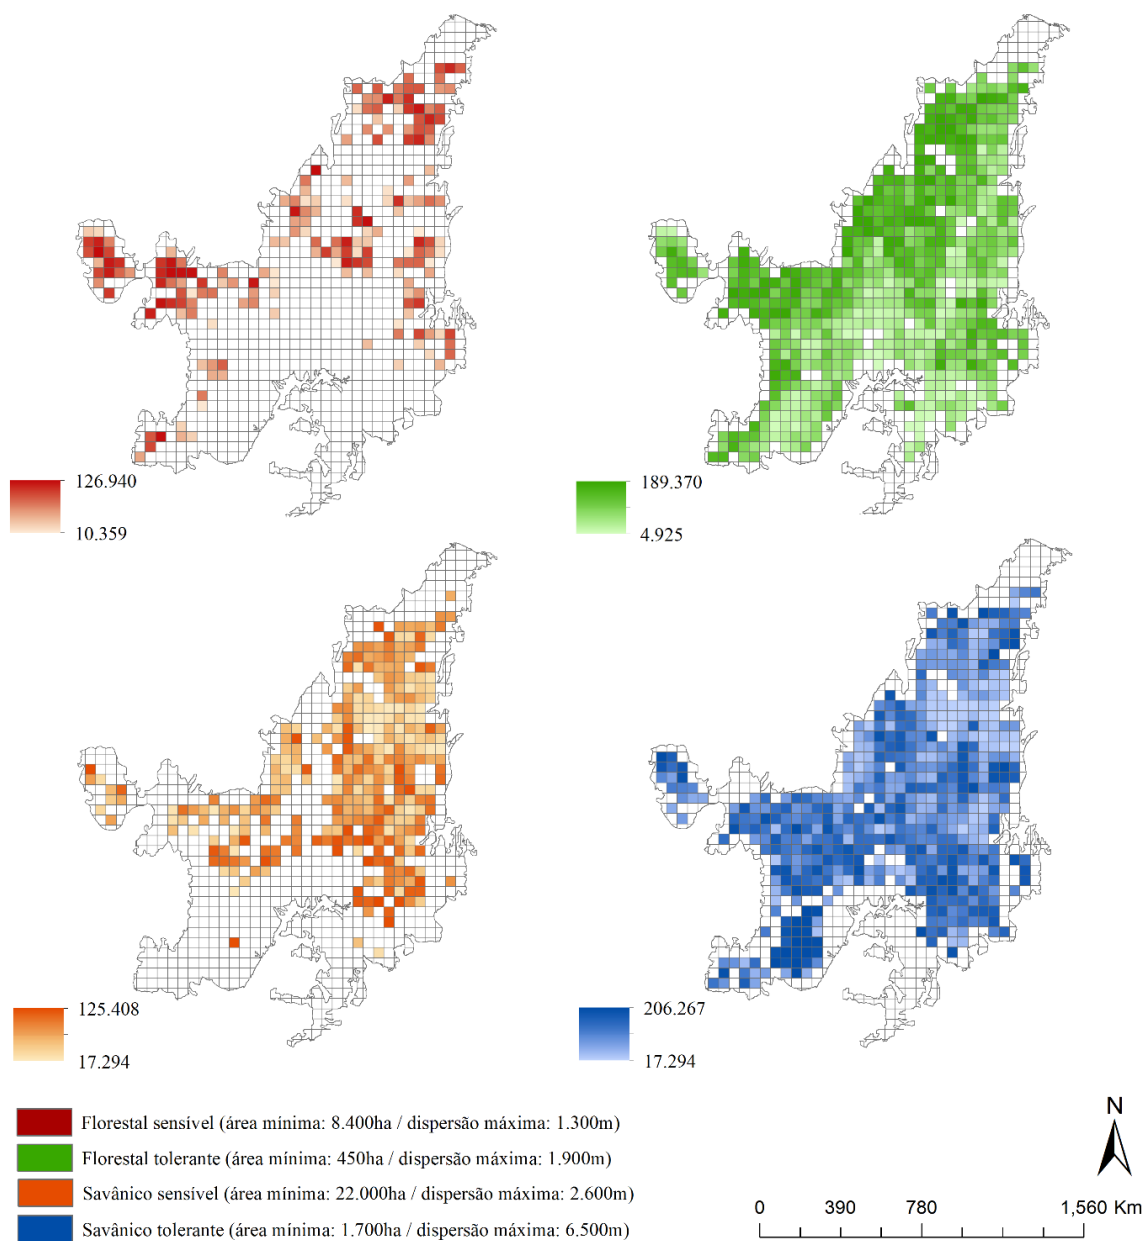 126.940
10.359
189.370
4.925
125.408
17.294
206.267
17.294
Florestal sensível (área mínima: 8.400ha / dispersão máxima: 1.300m)
Florestal tolerante (área mínima: 450ha / dispersão máxima: 1.900m)
Savânico sensível (área mínima: 22.000ha / dispersão máxima: 2.600m)
Savânico tolerante (área mínima: 1.700ha / dispersão máxima: 6.500m)
N
0 390 780 1,560 Km